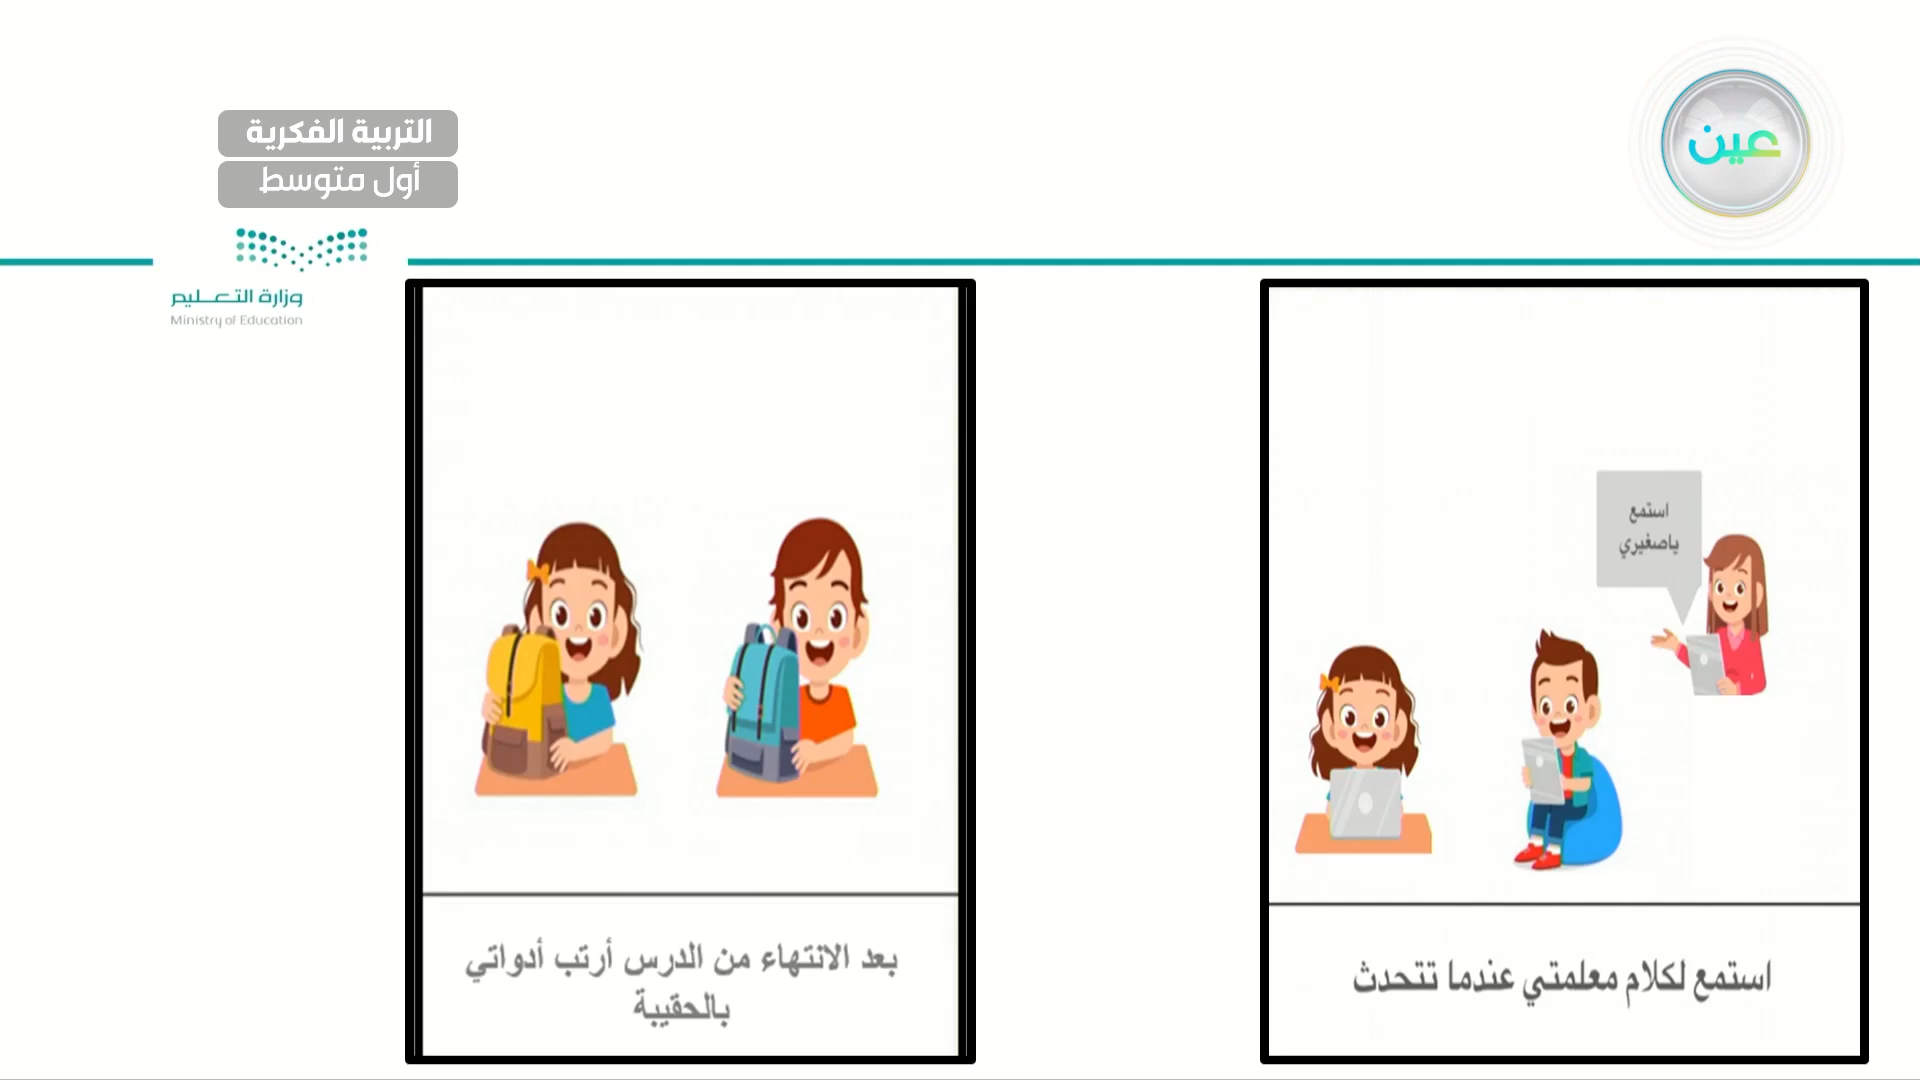 عين
التربية الفكرية
أول متوسط
وزارة التعليم
Ministry of Education
استمع
ياصغيري
استمع لكلام معلمتي عندما تتحدث
بعد الانتهاء من الدرس أرتب أدواتي
بالحقيبة